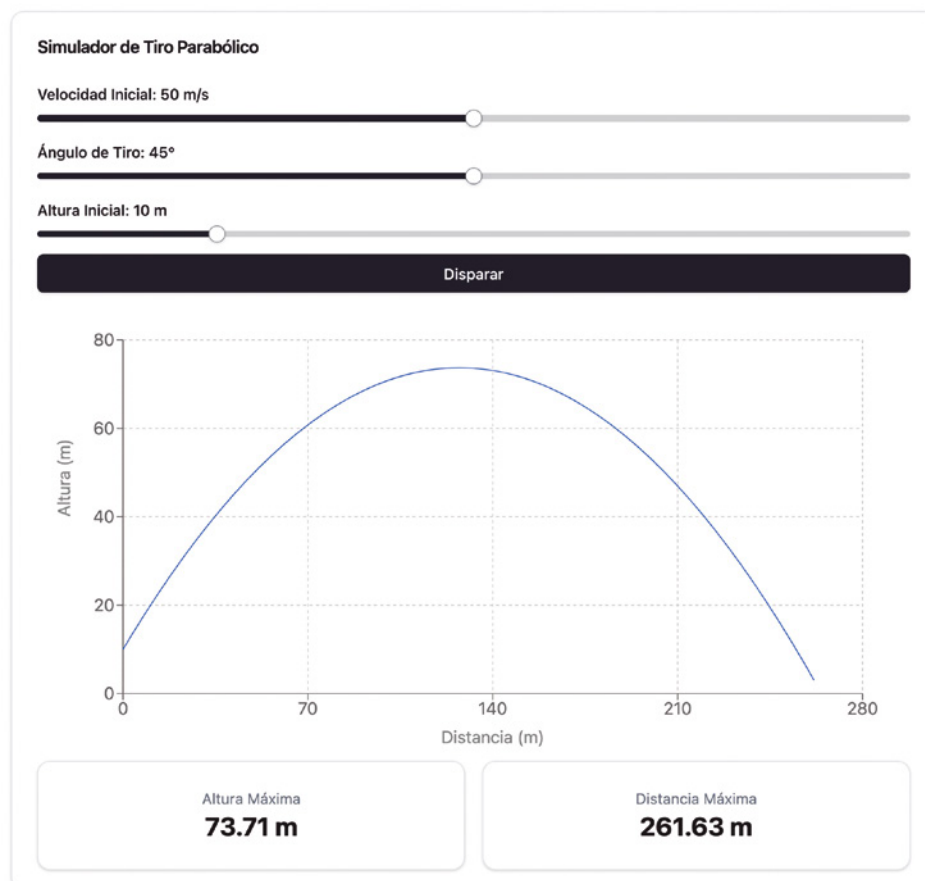 Simulador de Tiro Parabólico
Velocidad Inicial: 50 m/s
Ángulo de Tiro: 45°
Altura Inicial: 10 m
Disparar
80
60
40
20
0
Altura (m)
0 70 140 210 280
Distancia (m)
Altura Máxima
73.71 m
Distancia Máxima
261.63 m